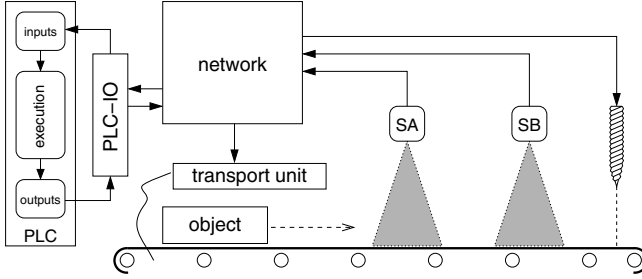 inputs
execution
outputs
PLC
PLC–IO
network
transport unit
object
SA
SB